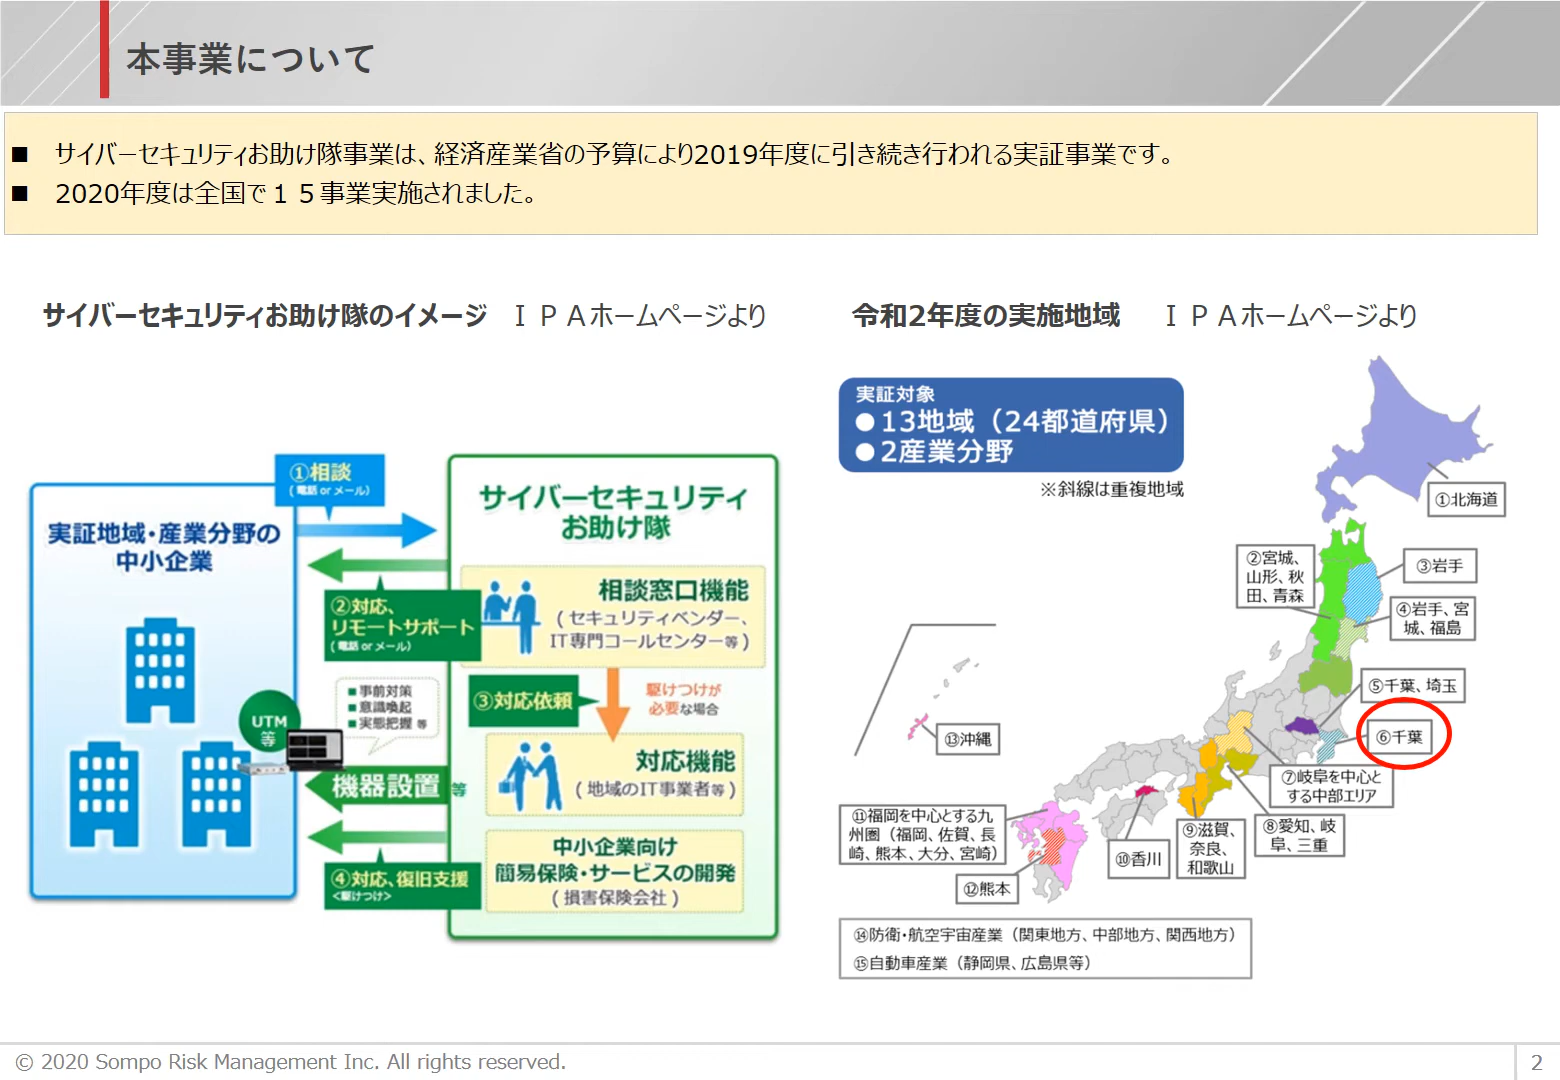 本事業について
■ サイバーセキュリティお助け隊事業は、経済産業省の予算により2019年度に引き続き行われる実証事業です。
■ 2020年度は全国で１５事業実施されました。
サイバーセキュリティお助け隊のイメージ ＩＰＡホームページより
①相談
(電話 or メール)
実証地域・産業分野の
中小企業
②対応、
リモートサポート
(電話 or メール)
■事前対策
■意識喚起
■実態把握 等
UTM
等
機器設置 等
④対応、復旧支援
<駆けつけ>
サイバーセキュリティ
お助け隊
相談窓口機能
(セキュリティベンダー、
IT専門コールセンター等)
③対応依頼
駆けつけが
必要な場合
対応機能
(地域のIT事業者等)
中小企業向け
簡易保険・サービスの開発
(損害保険会社)
令和2年度の実施地域 ＩＰＡホームページより
実証対象
●13地域（24都道府県）
●2産業分野
※斜線は重複地域
①北海道
②宮城、
山形、秋
田、青森
③岩手
④岩手、宮
城、福島
⑤千葉、埼玉
⑥千葉
⑦岐阜を中心と
する中部エリア
⑧愛知、岐
阜、三重
⑨滋賀、
奈良、
和歌山
⑩香川
⑪福岡を中心とする九
州圏（福岡、佐賀、長
崎、熊本、大分、宮崎）
⑫熊本
⑬沖縄
⑭防衛・航空宇宙産業（関東地方、中部地方、関西地方）
⑮自動車産業（静岡県、広島県等）
© 2020 Sompo Risk Management Inc. All rights reserved.
2